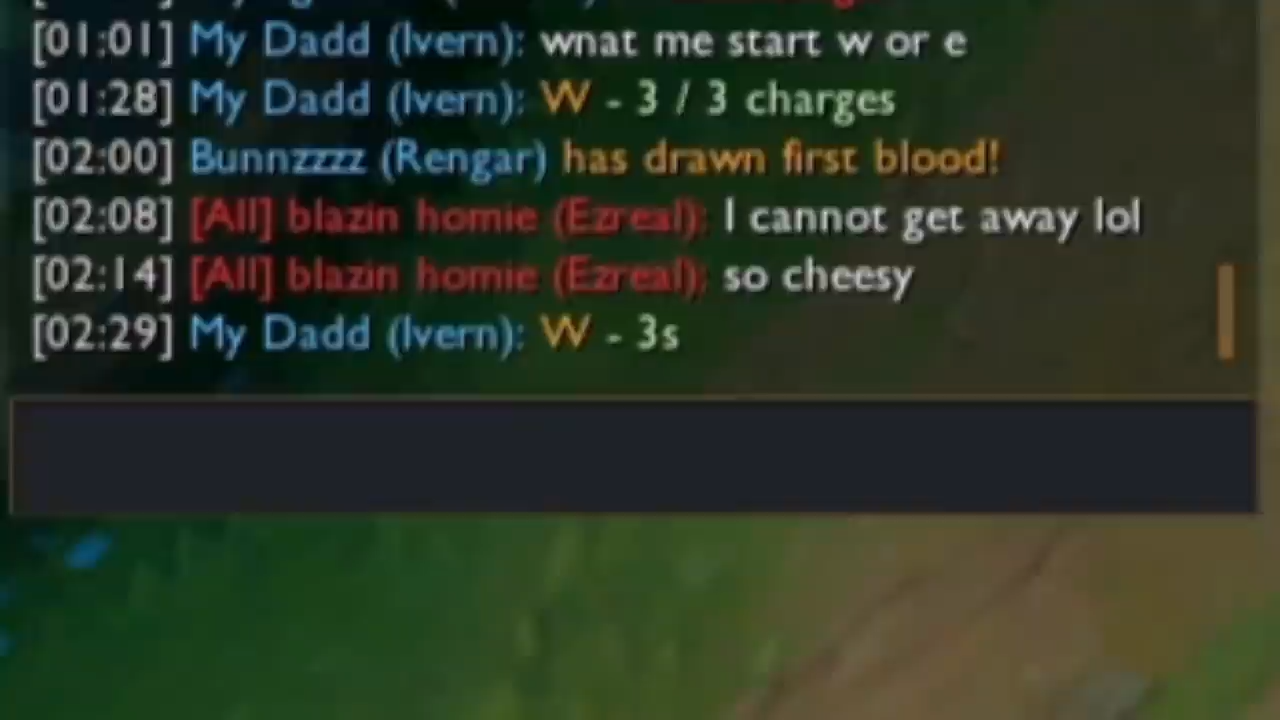 [01:01] My Dadd (Ivern): wnat me start w or e
[01:28] My Dadd (Ivern): W - 3 / 3 charges
[02:00] Bunnzzzz (Rengar) has drawn first blood!
[02:08] [All] blazin homie (Ezreal): I cannot get away lol
[02:14] [All] blazin homie (Ezreal): so cheesy
[02:29] My Dadd (Ivern): W - 3s